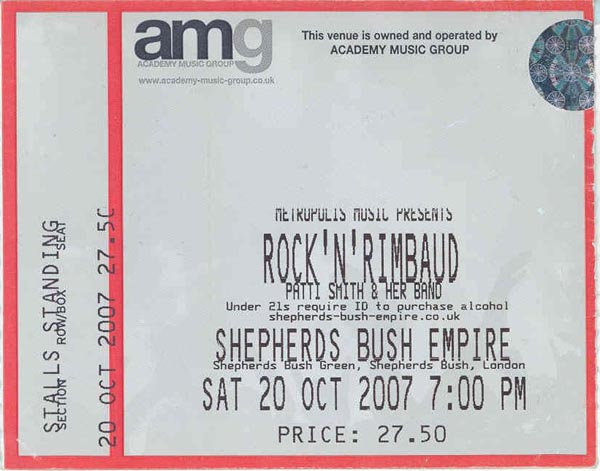 amg
ACADEMY MUSIC GROUP
www.academy-music-group.co.uk
This venue is owned and operated by
ACADEMY MUSIC GROUP
STALLS STANDING
SECTION ROW/BOX SEAT
20 OCT 2007 27.50
METROPOLIS MUSIC PRESENTS
ROCK'N'RIMBAUD
PATTI SMITH & HER BAND
Under 21s require ID to purchase alcohol
shepherds-bush-empire.co.uk
SHEPHERDS BUSH EMPIRE
Shepherds Bush Green, Shepherds Bush, London
SAT 20 OCT 2007 7:00 PM
PRICE: 27.50